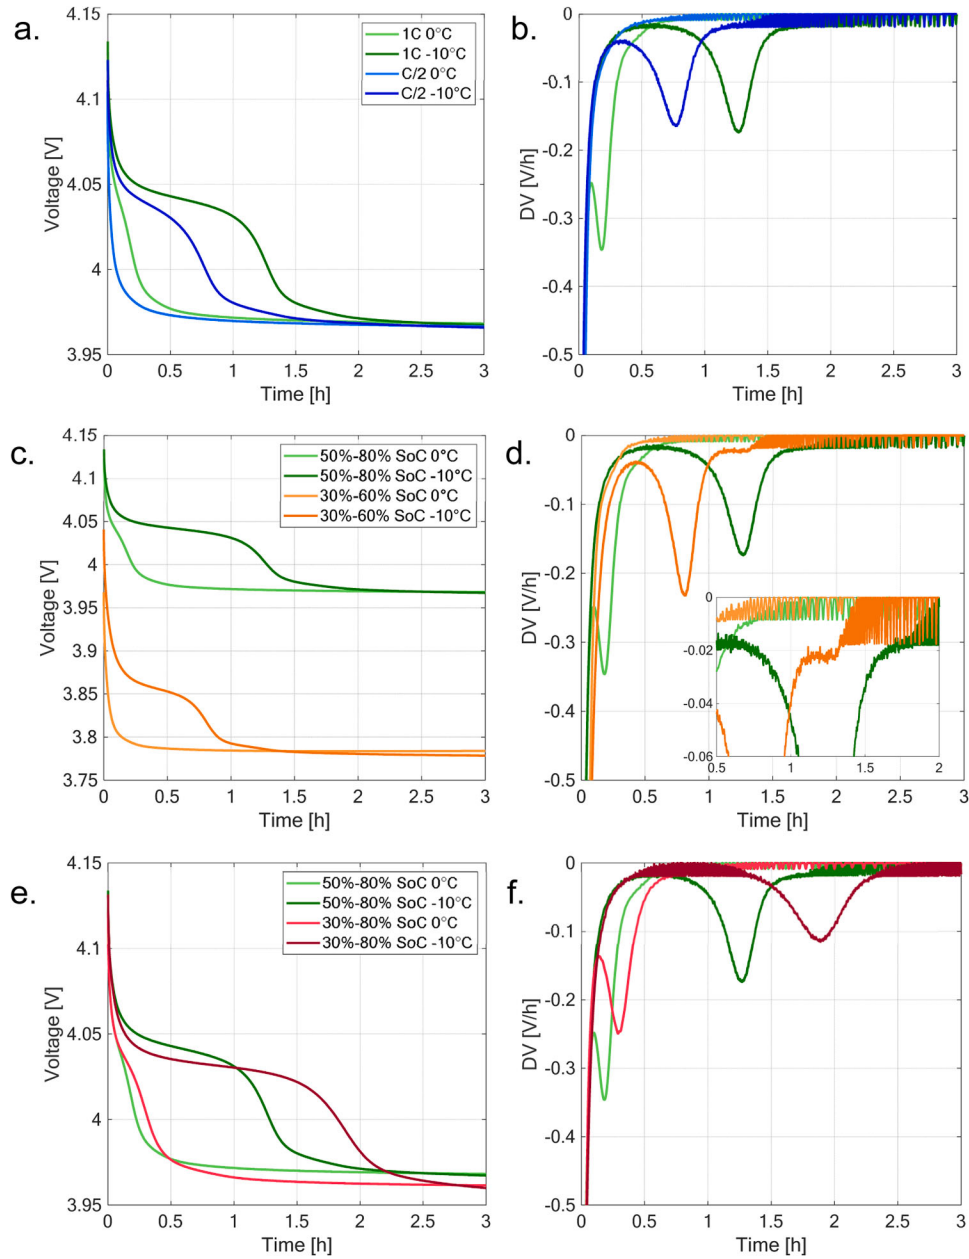 a.
4.15
4.1
4.05
4
3.95
Voltage [V]
1C 0°C
1C -10°C
C/2 0°C
C/2 -10°C
0 0.5 1 1.5 2 2.5 3
Time [h]
b.
0
-0.1
-0.2
-0.3
-0.4
-0.5
DV [V/h]
0 0.5 1 1.5 2 2.5 3
Time [h]
c.
4.15
4.1
4.05
4
3.95
3.9
3.85
3.8
3.75
Voltage [V]
50%-80% SoC 0°C
50%-80% SoC -10°C
30%-60% SoC 0°C
30%-60% SoC -10°C
0 0.5 1 1.5 2 2.5 3
Time [h]
d.
0
-0.1
-0.2
-0.3
-0.4
-0.5
DV [V/h]
0
-0.02
-0.04
-0.06
0.5 1 1.5 2
0 0.5 1 1.5 2 2.5 3
Time [h]
e.
4.15
4.1
4.05
4
3.95
Voltage [V]
50%-80% SoC 0°C
50%-80% SoC -10°C
30%-80% SoC 0°C
30%-80% SoC -10°C
0 0.5 1 1.5 2 2.5 3
Time [h]
f.
0
-0.1
-0.2
-0.3
-0.4
-0.5
DV [V/h]
0 0.5 1 1.5 2 2.5 3
Time [h]